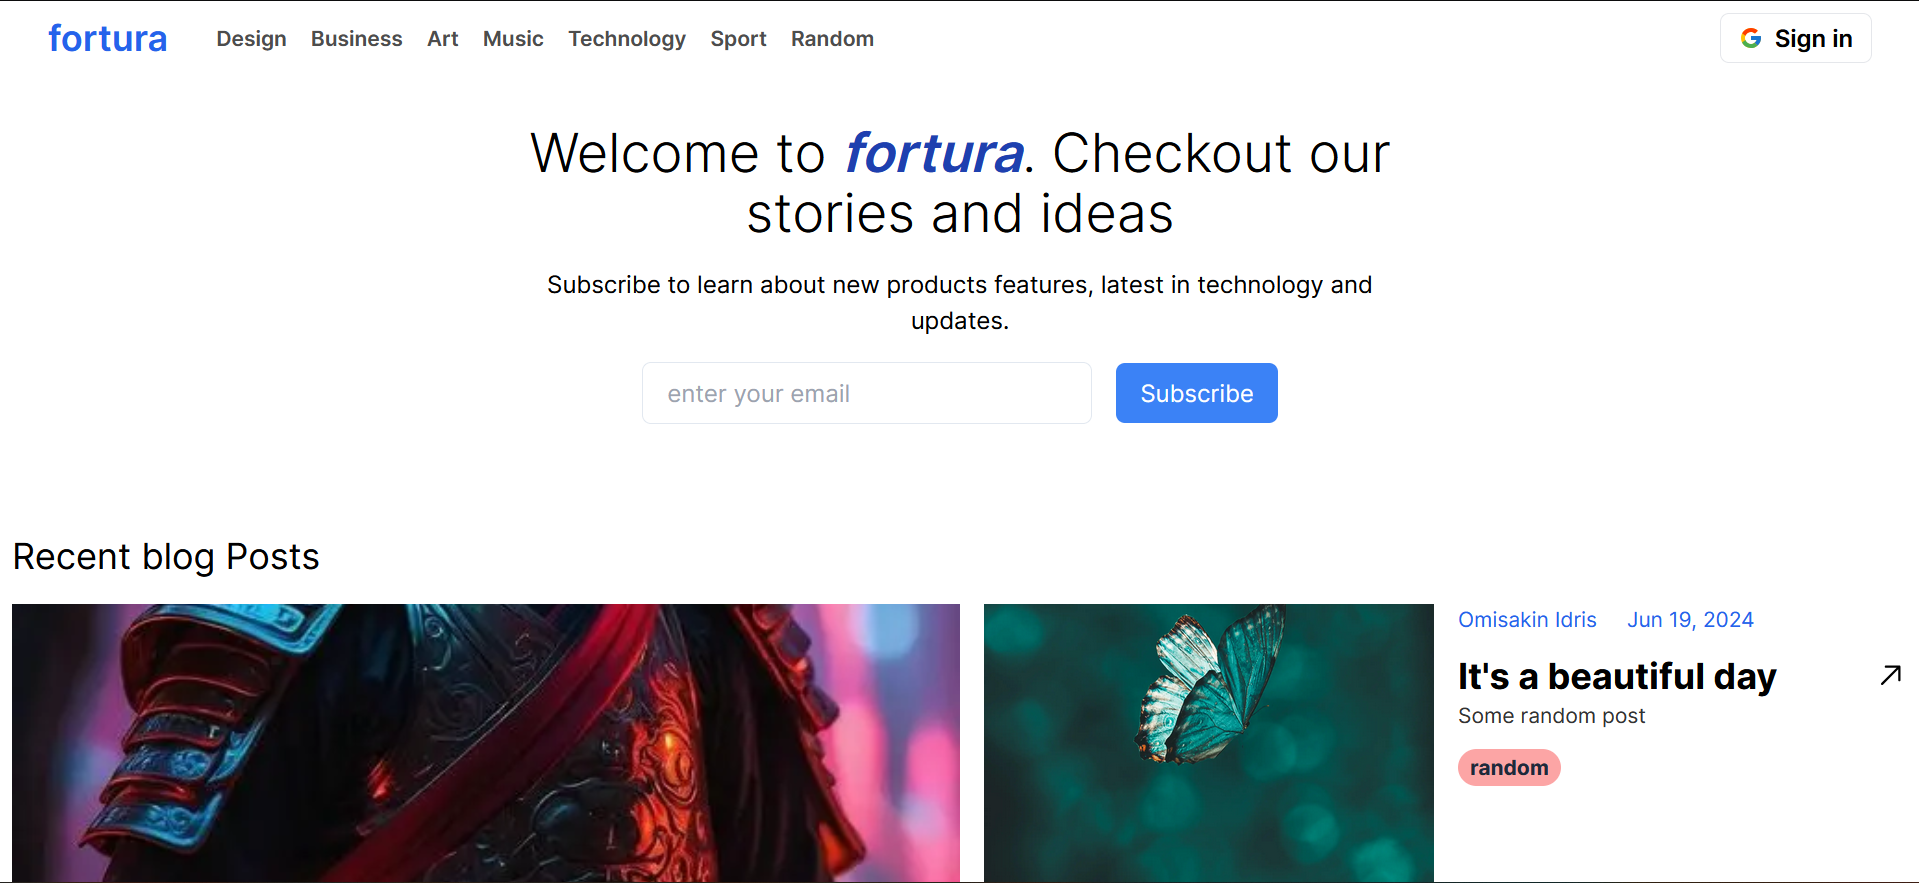 fortura
Design Business Art Music Technology Sport Random
Sign in
Welcome to fortura. Checkout our
stories and ideas
Subscribe to learn about new products features, latest in technology and
updates.
enter your email
Subscribe
Recent blog Posts
Omisakin Idris Jun 19, 2024
It's a beautiful day
Some random post
random